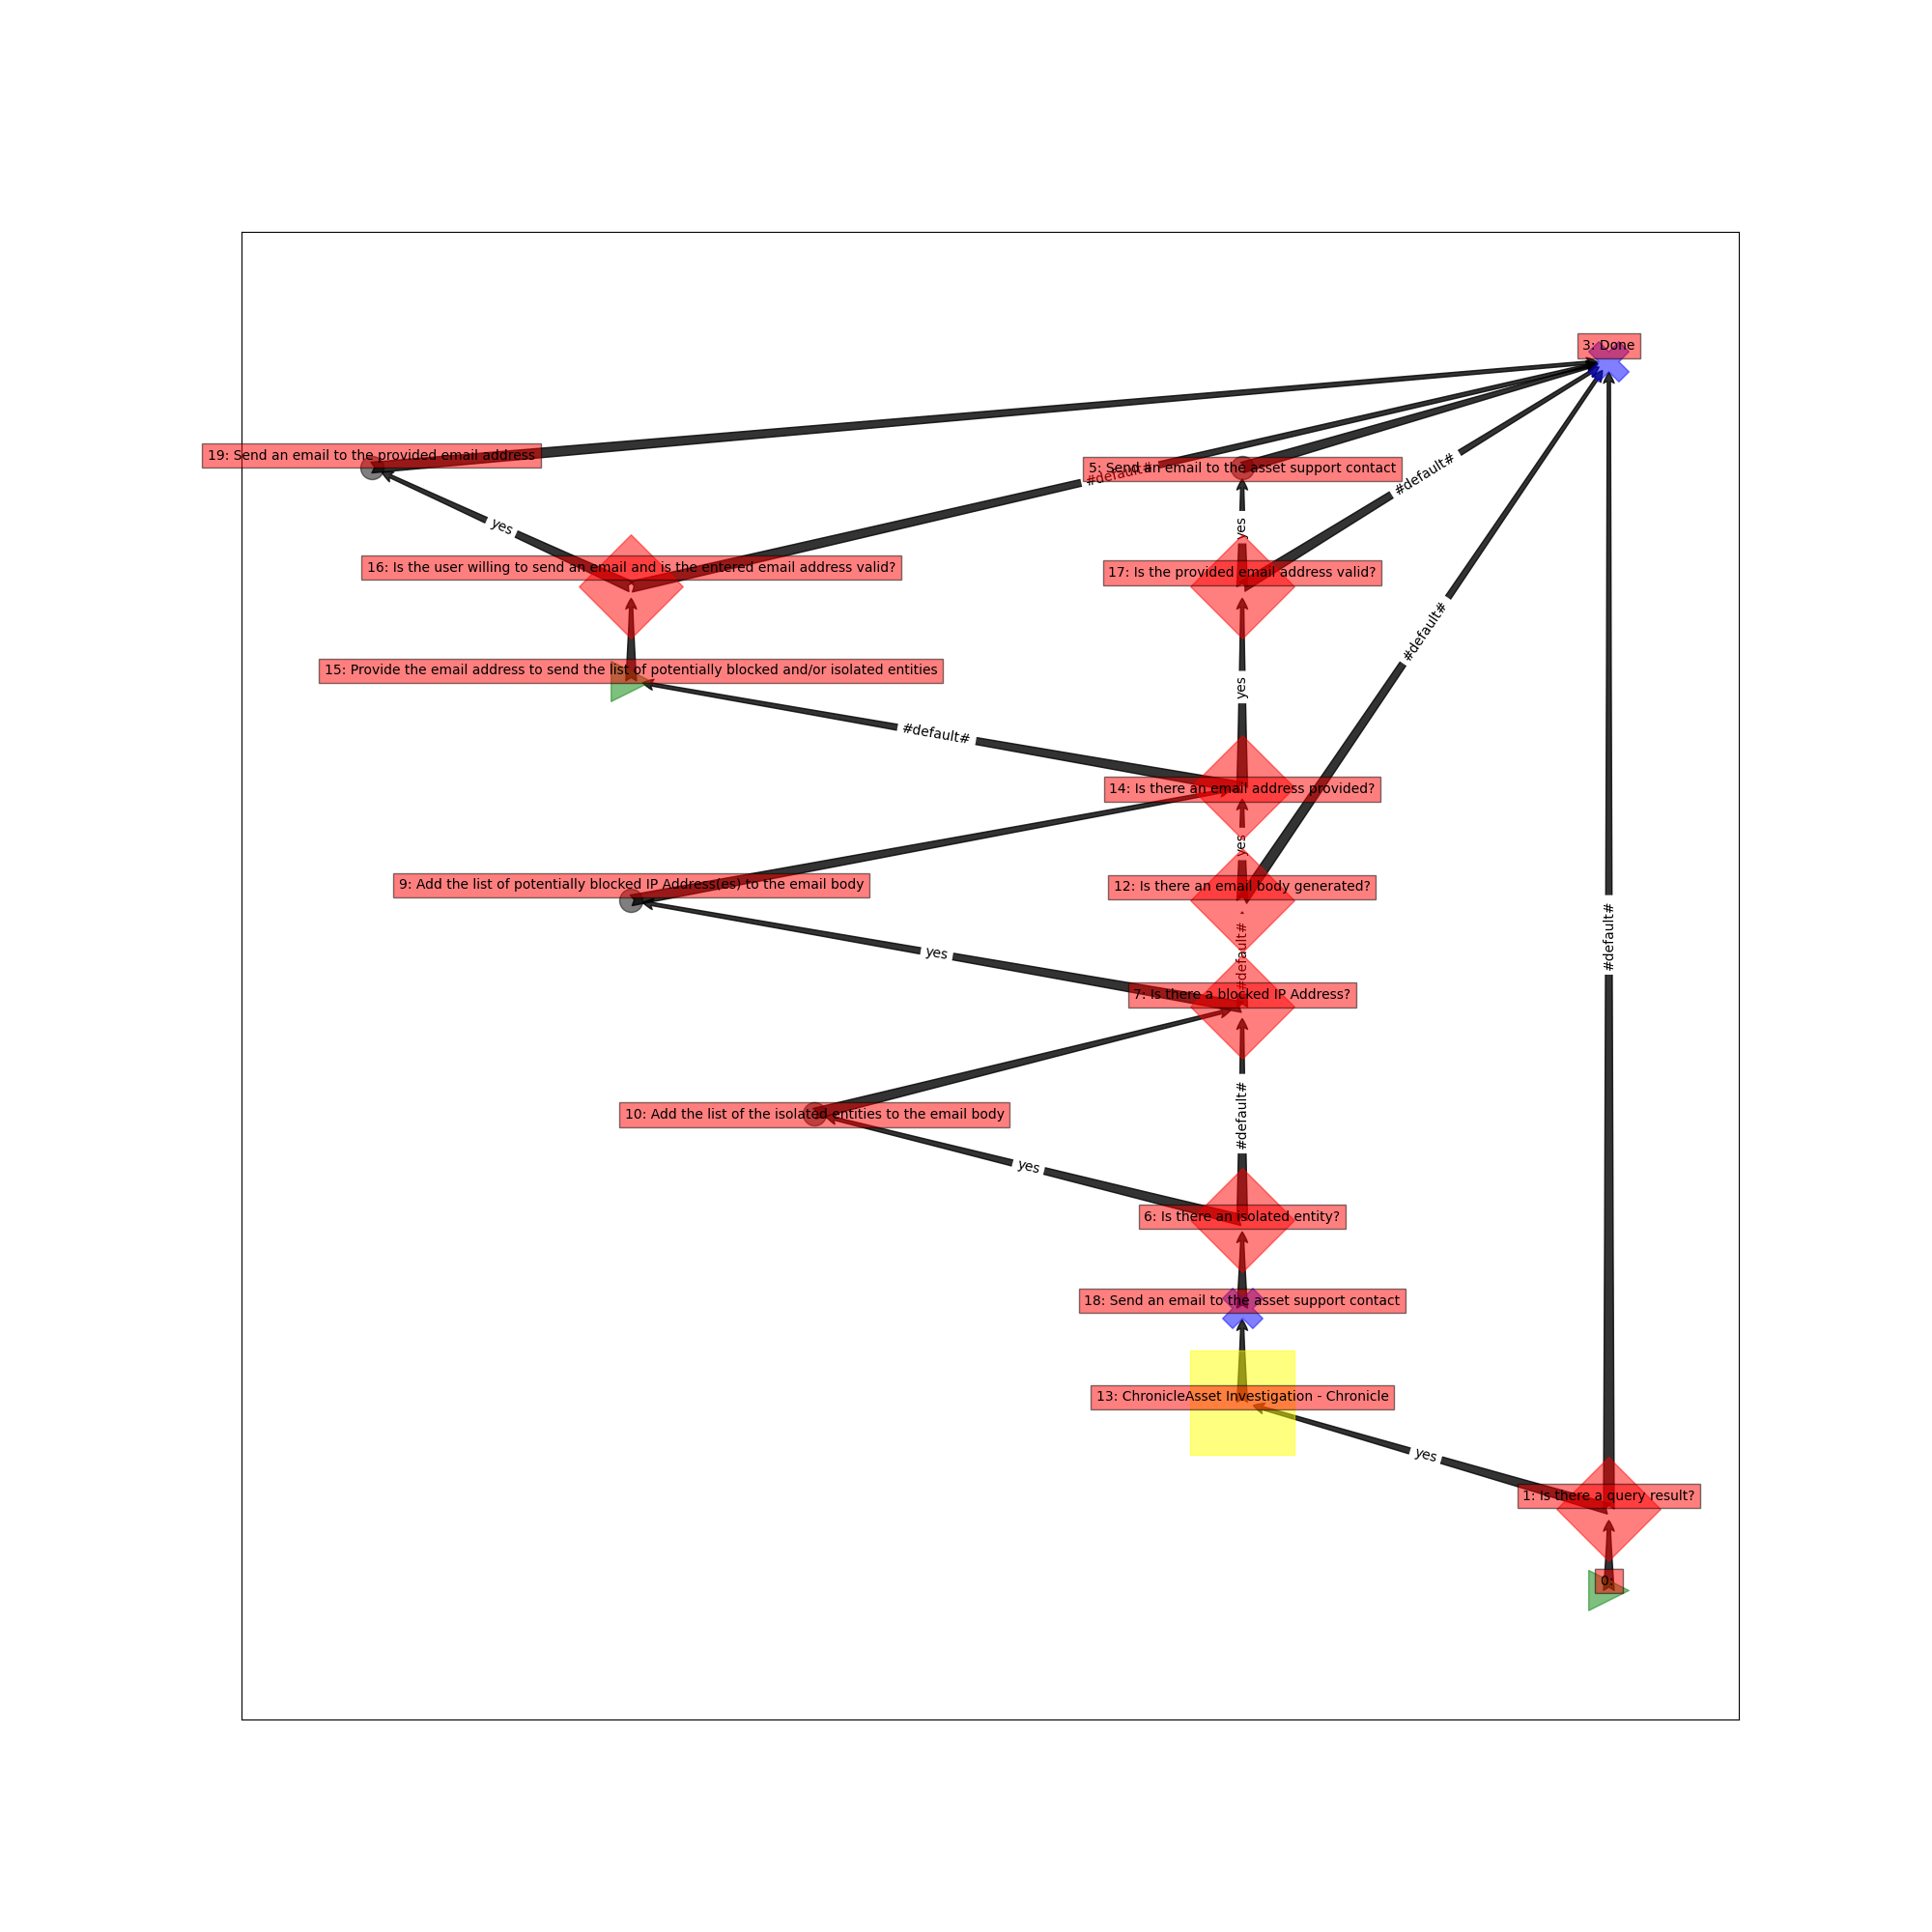 3: Done
19: Send an email to the provided email address
#default#
5: Send an email to the asset support contact
#default#
yes
yes
16: Is the user willing to send an email and is the entered email address valid?
17: Is the provided email address valid?
#default#
15: Provide the email address to send the list of potentially blocked and/or isolated entities
yes
#default#
14: Is there an email address provided?
yes
9: Add the list of potentially blocked IP Address(es) to the email body
12: Is there an email body generated?
#default#
#default#
yes
7: Is there a blocked IP Address?
10: Add the list of the isolated entities to the email body
#default#
yes
6: Is there an isolated entity?
18: Send an email to the asset support contact
13: ChronicleAsset Investigation - Chronicle
yes
1: Is there a query result?
0: